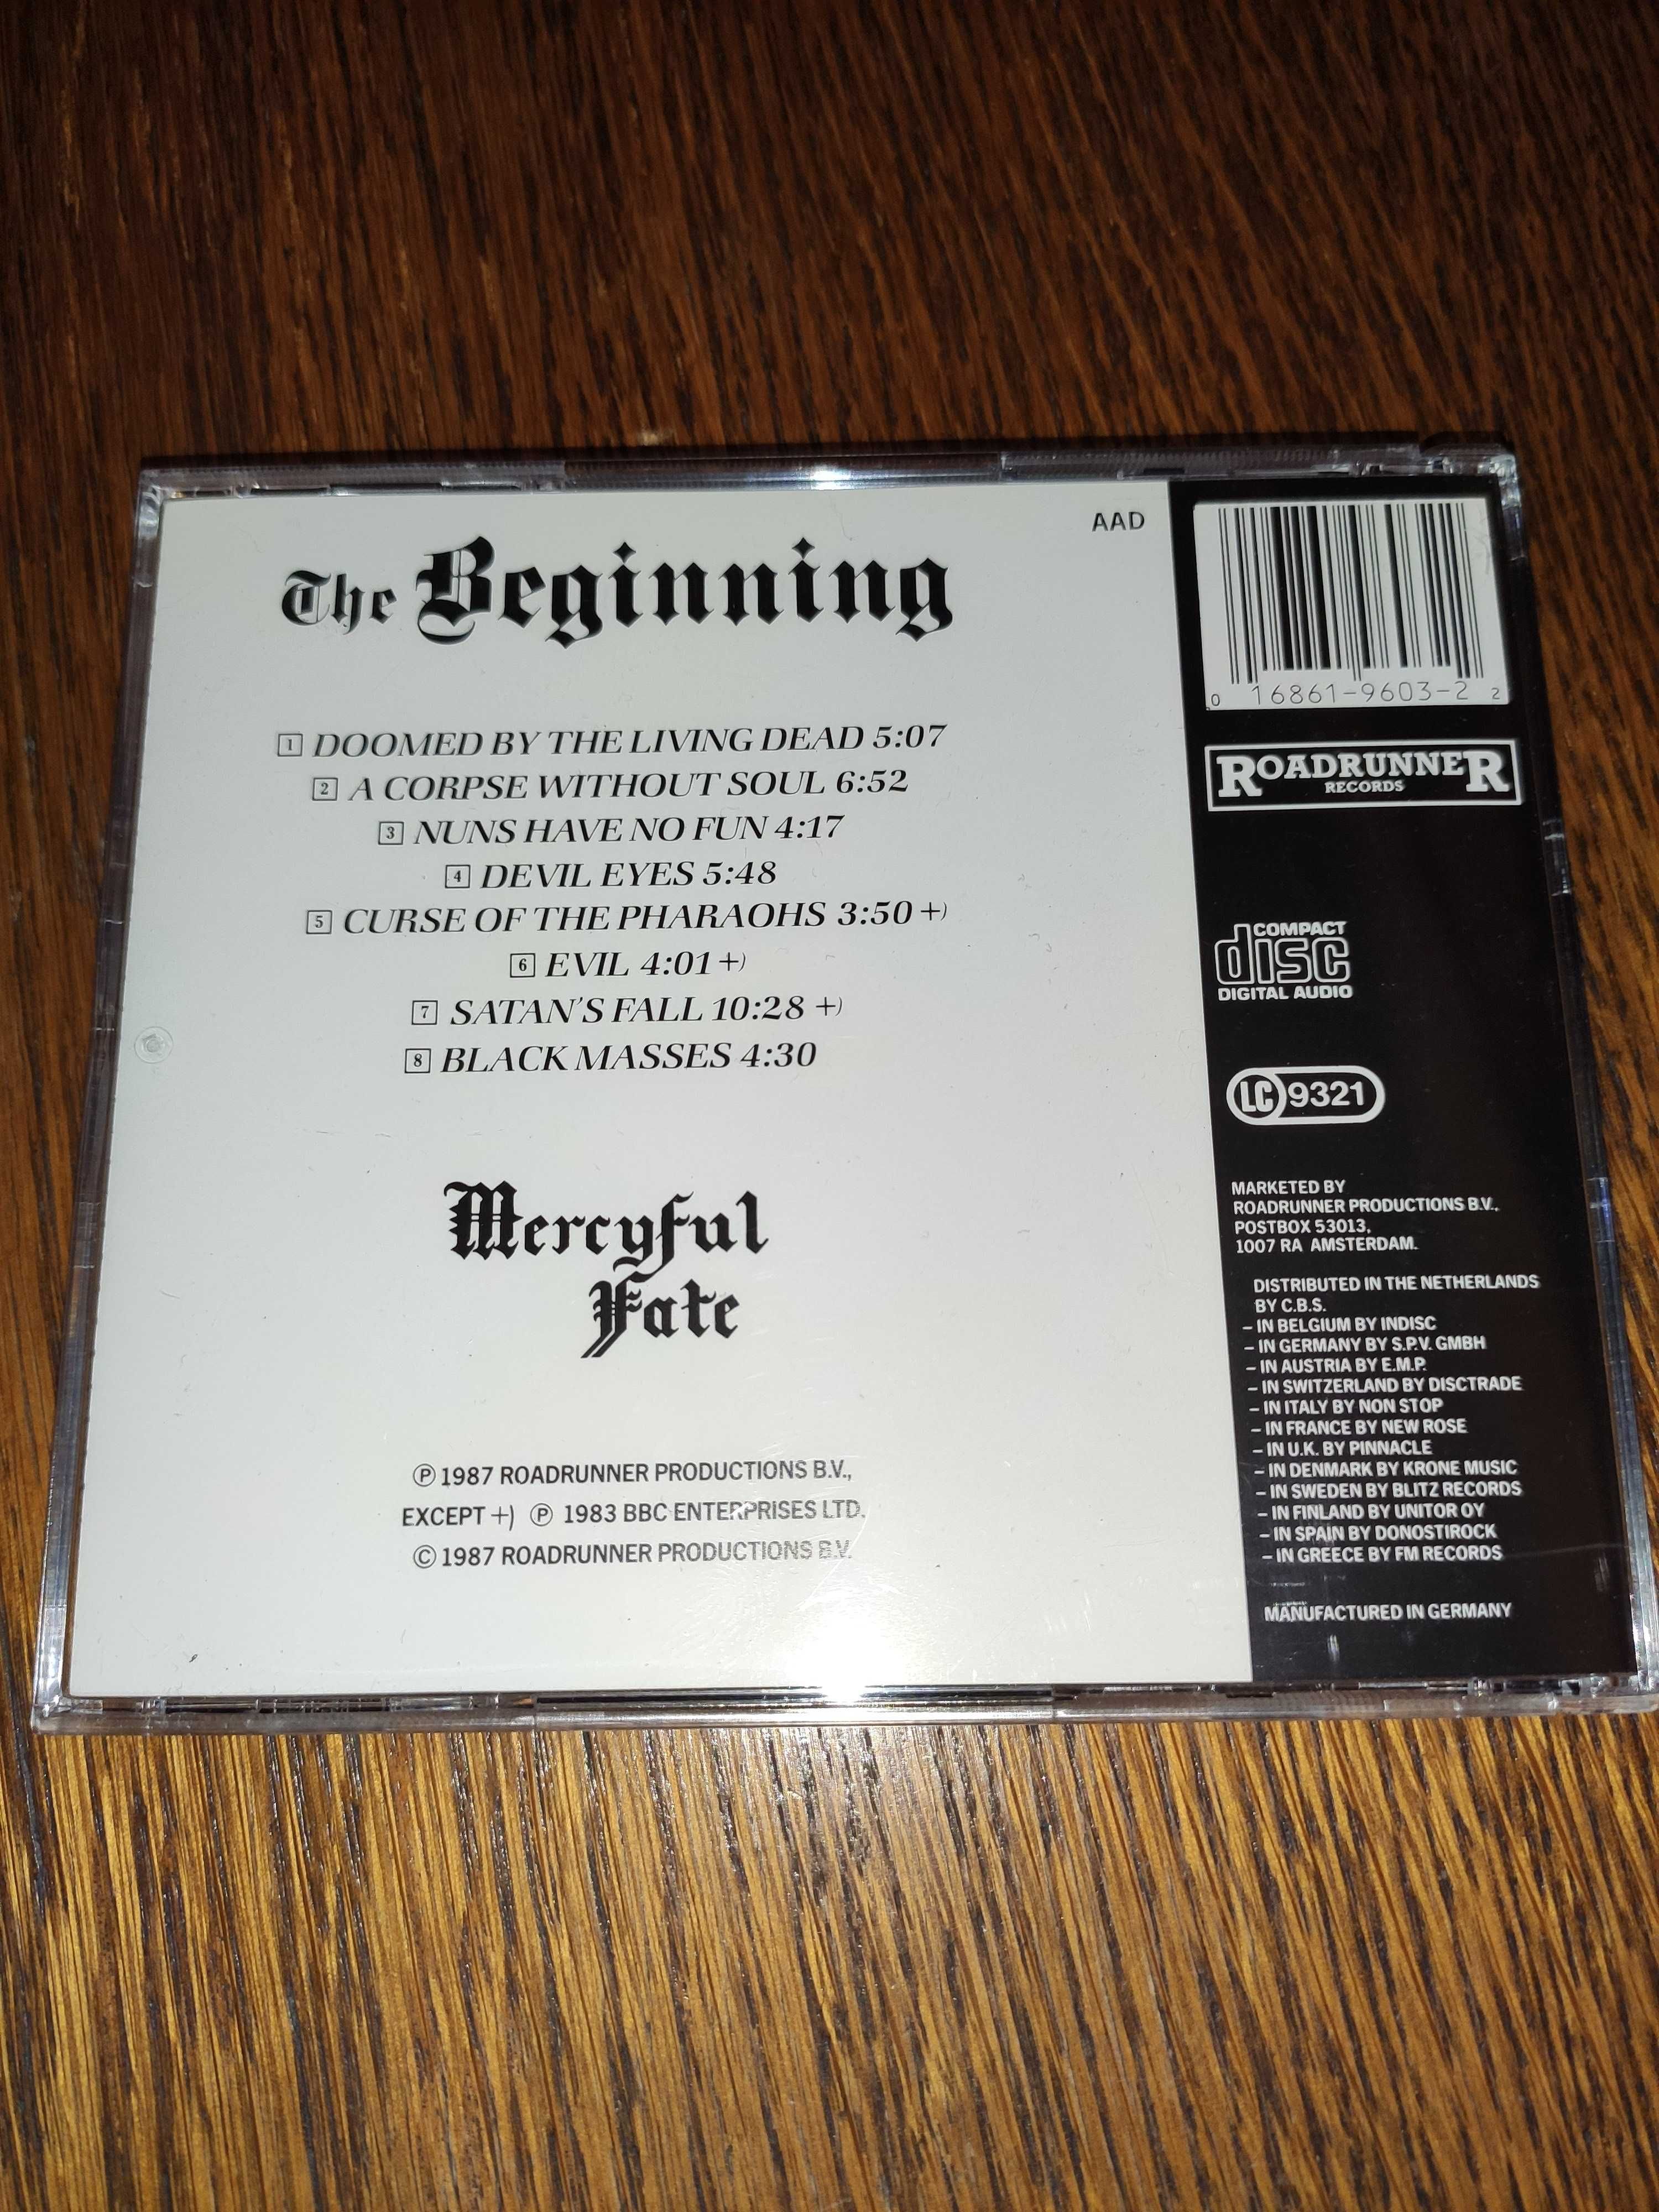 AAD
The Beginning
1 DOOMED BY THE LIVING DEAD 5:07
2 A CORPSE WITHOUT SOUL 6:52
3 NUNS HAVE NO FUN 4:17
4 DEVIL EYES 5:48
5 CURSE OF THE PHARAOHS 3:50 +)
6 EVIL 4:01 +)
7 SATAN'S FALL 10:28 +)
8 BLACK MASSES 4:30
Mercyful
Fate
℗ 1987 ROADRUNNER PRODUCTIONS B.V.,
EXCEPT +) ℗ 1983 BBC ENTERPRISES LTD.
© 1987 ROADRUNNER PRODUCTIONS B.V.
0 16861-9603-2 2
ROADRUNNER
RECORDS
COMPACT
disc
DIGITAL AUDIO
LC 9321
MARKETED BY
ROADRUNNER PRODUCTIONS B.V.,
POSTBOX 53013,
1007 RA AMSTERDAM.
DISTRIBUTED IN THE NETHERLANDS
BY C.B.S.
– IN BELGIUM BY INDISC
– IN GERMANY BY S.P.V. GMBH
– IN AUSTRIA BY E.M.P.
– IN SWITZERLAND BY DISCTRADE
– IN ITALY BY NON STOP
– IN FRANCE BY NEW ROSE
– IN U.K. BY PINNACLE
– IN DENMARK BY KRONE MUSIC
– IN SWEDEN BY BLITZ RECORDS
– IN FINLAND BY UNITOR OY
– IN SPAIN BY DONOSTIROCK
– IN GREECE BY FM RECORDS
MANUFACTURED IN GERMANY